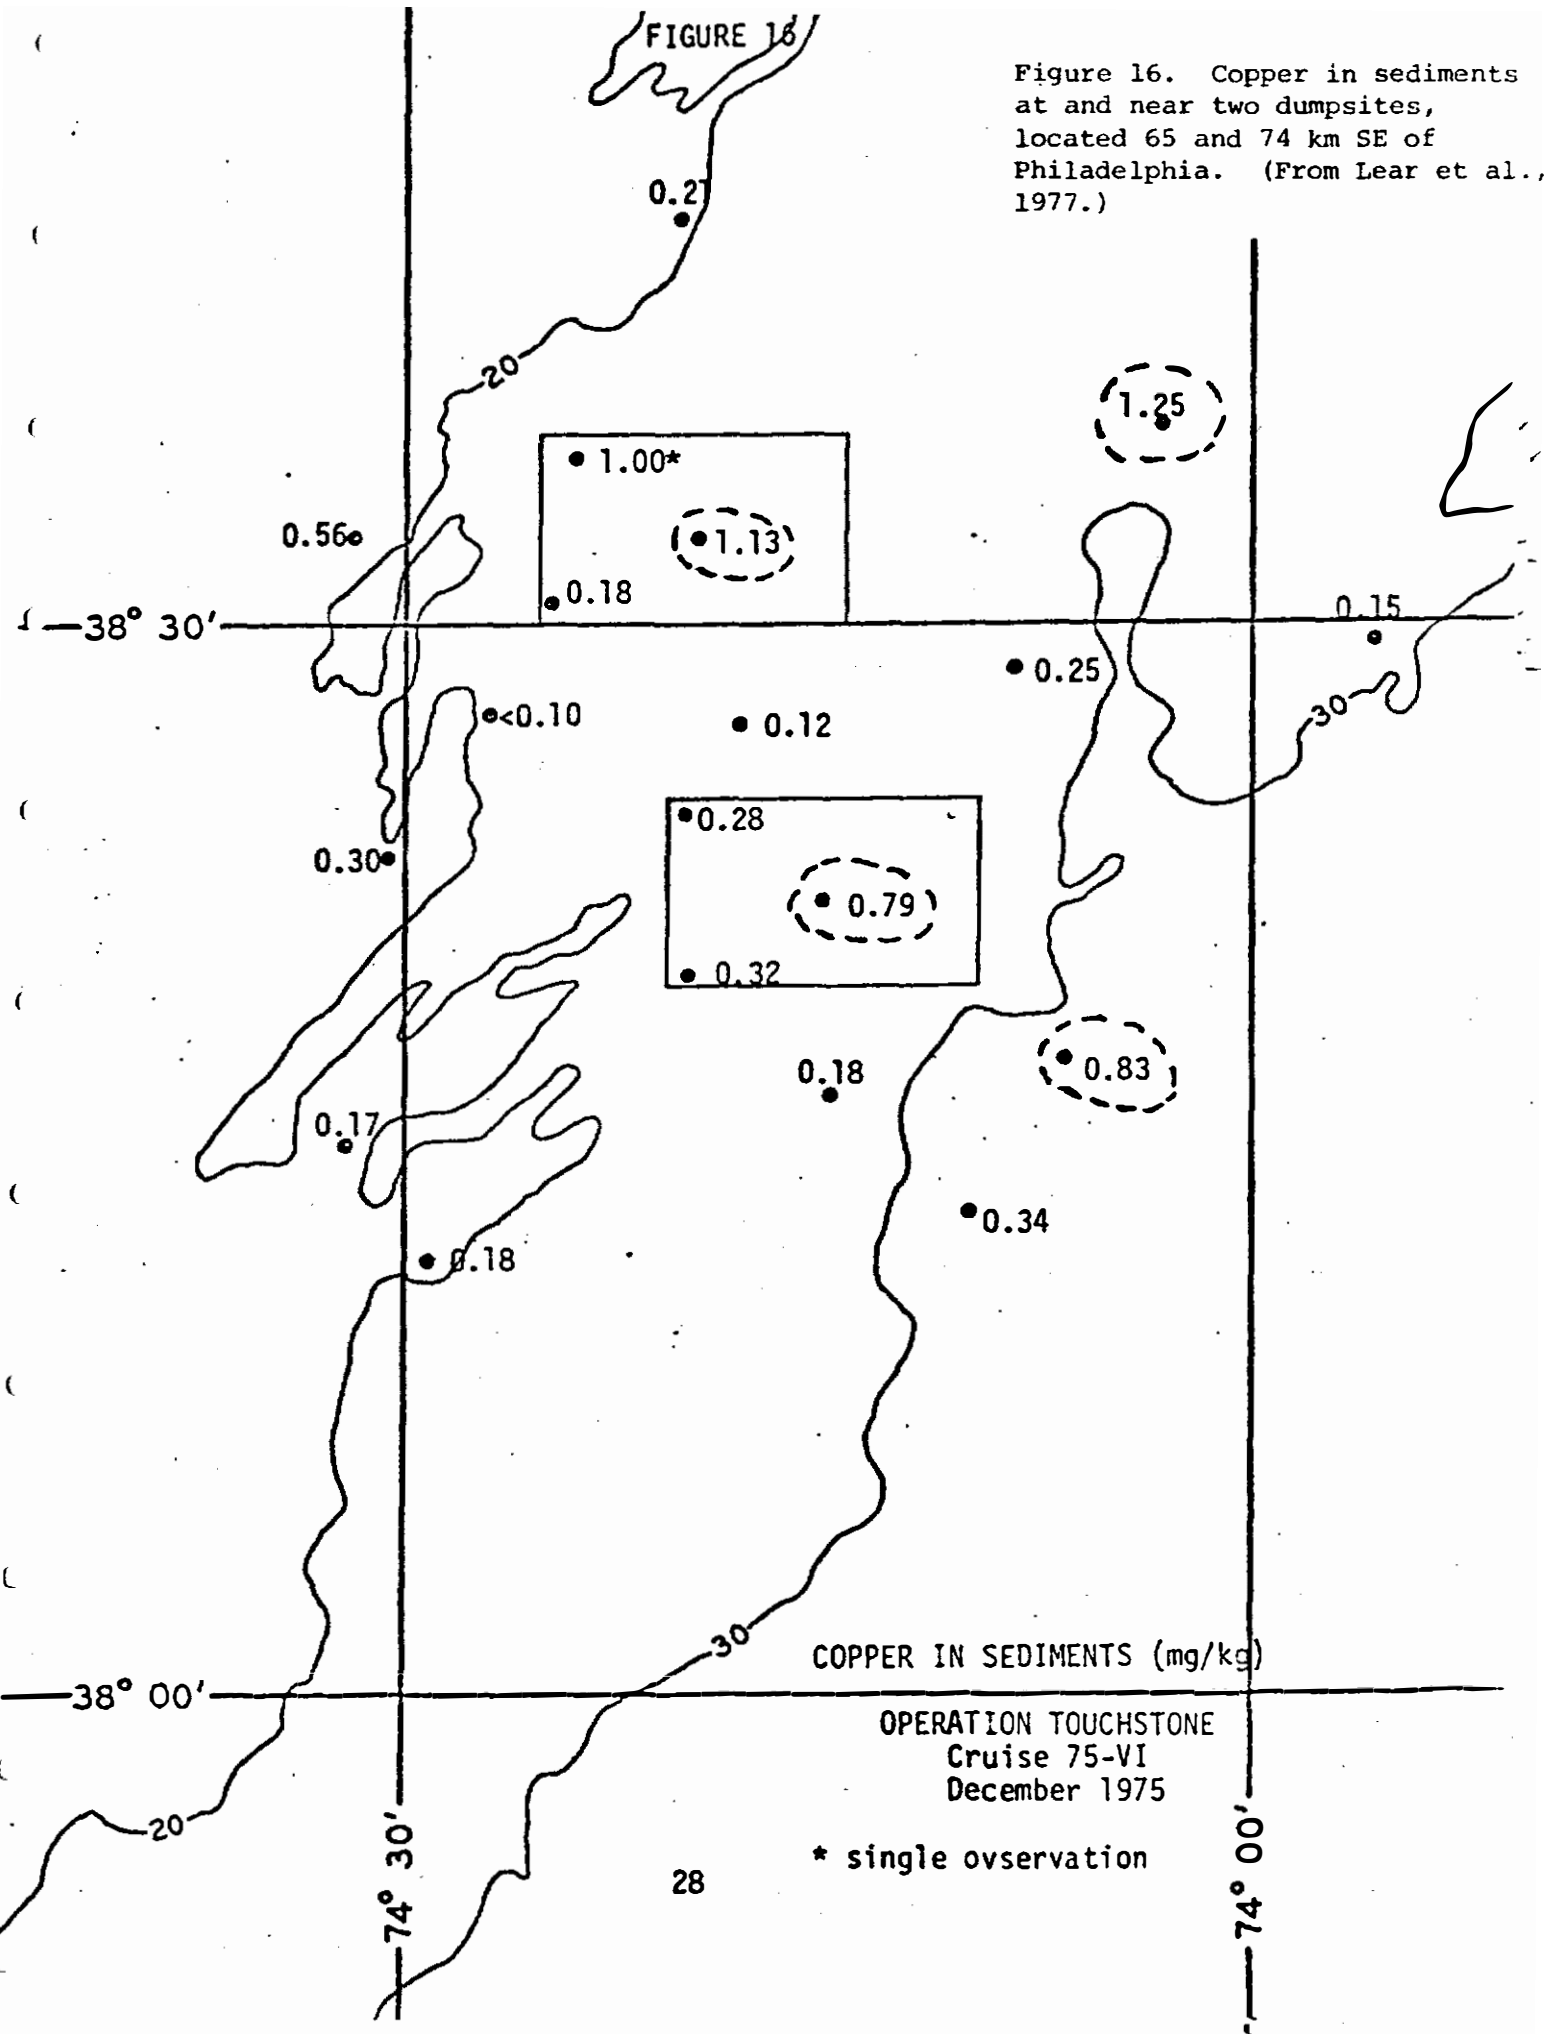 FIGURE 16
Figure 16. Copper in sediments
at and near two dumpsites,
located 65 and 74 km SE of
Philadelphia. (From Lear et al.,
1977.)
0.27
20
1.25
1.00*
0.56
1.13
0.18
0.15
38° 30'
0.25
30
<0.10
0.12
0.28
0.30
0.79
0.32
0.18
0.83
0.17
0.34
0.18
30
COPPER IN SEDIMENTS (mg/kg)
38° 00'
OPERATION TOUCHSTONE
Cruise 75-VI
December 1975
20
74° 30'
74° 00'
* single ovservation
28